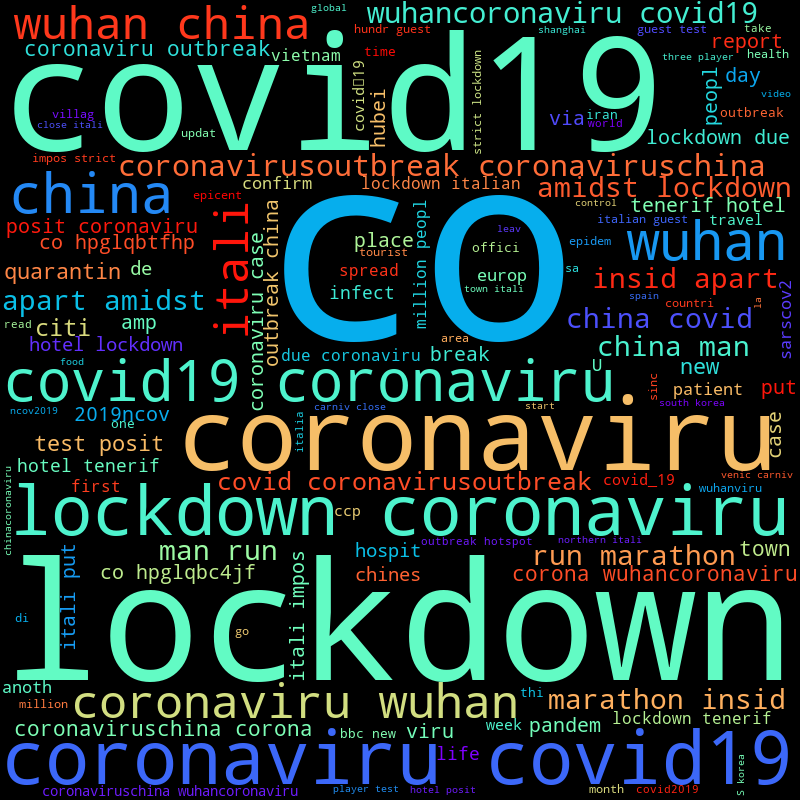 global
wuhancoronaviru covid19
wuhan china
hundr guest
shanghai
guest test
take
coronaviru outbreak
vietnam
time
report
three player
health
covid19
covid 19
hubei
strict lockdown
peopl
day
video
villag
close itali
updat
via
iran
world
outbreak
lockdown due
impos strict
coronavirusoutbreak coronaviruschina
china
epicent
confirm
lockdown italian
amidst lockdown
control
tenerif hotel
posit coronaviru
itali
co
million peopl
leav
italian guest
travel
co hpglqbtfhp
coronaviru case
outbreak china
place
tourist
offici
epidem
wuhan
quarantin
de
spread
europ
town itali
sa
insid apart
sarscov2
apart amidst
infect
spain
countri
la
read
citi
amp
china covid
hotel lockdown
due coronaviru
break
area
china man
food
U
new
covid19 coronaviru
sinc
patient
put
ncov2019
2019ncov
one
italia
carniv close
start
south korea
coronaviru
case
test posit
hotel tenerif
chinacoronaviru
first
covid coronavirusoutbreak
covid_19
venic carniv
wuhanviru
lockdown coronaviru
ccp
man run
outbreak hotspot
northern itali
itali put
hospit
run marathon
town
co hpglqbc4jf
itali impos
chines
corona wuhancoronaviru
lockdown
di
go
anoth
million
coronaviru wuhan
thi
marathon insid
coronaviruschina corona
bbc new
viru
week
pandem
lockdown tenerif
coronaviru covid19
life
S korea
coronaviruschina wuhancoronaviru
player test
hotel posit
month
covid2019